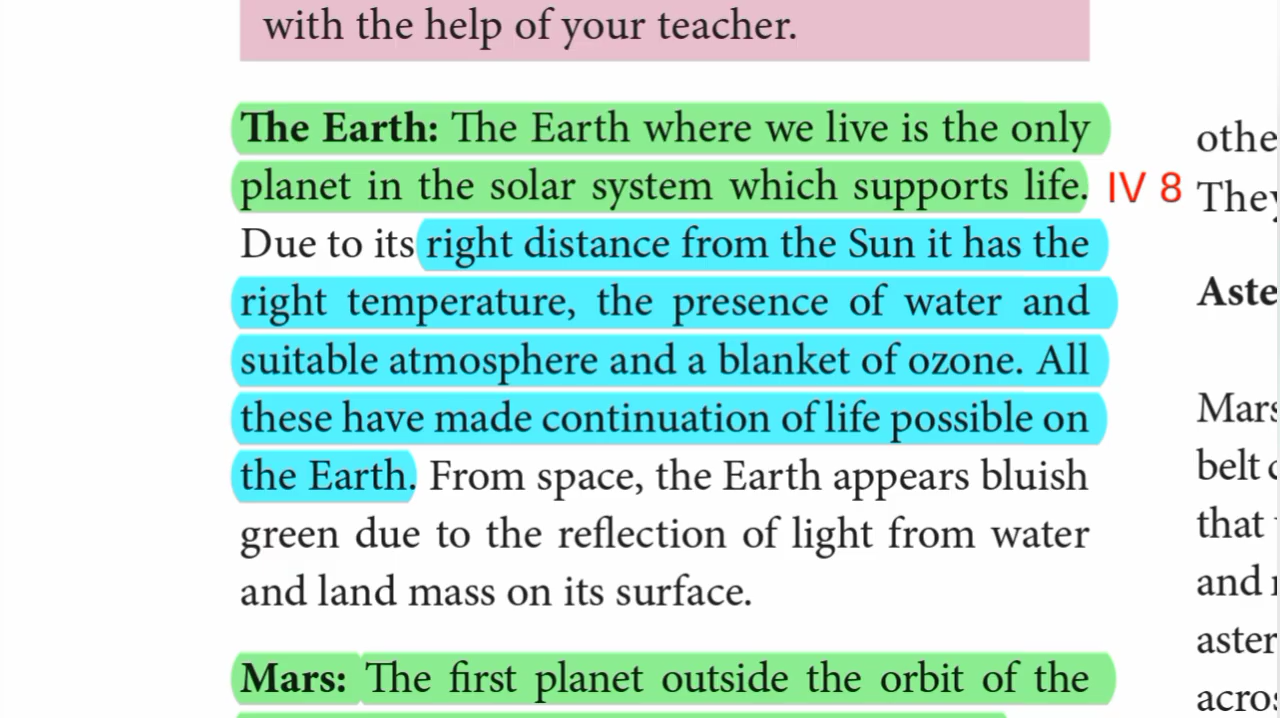 with the help of your teacher.
The Earth: The Earth where we live is the only
planet in the solar system which supports life. IV 8
Due to its right distance from the Sun it has the
right temperature, the presence of water and
suitable atmosphere and a blanket of ozone. All
these have made continuation of life possible on
the Earth. From space, the Earth appears bluish
green due to the reflection of light from water
and land mass on its surface.
Mars: The first planet outside the orbit of the
They
Mars
that
and